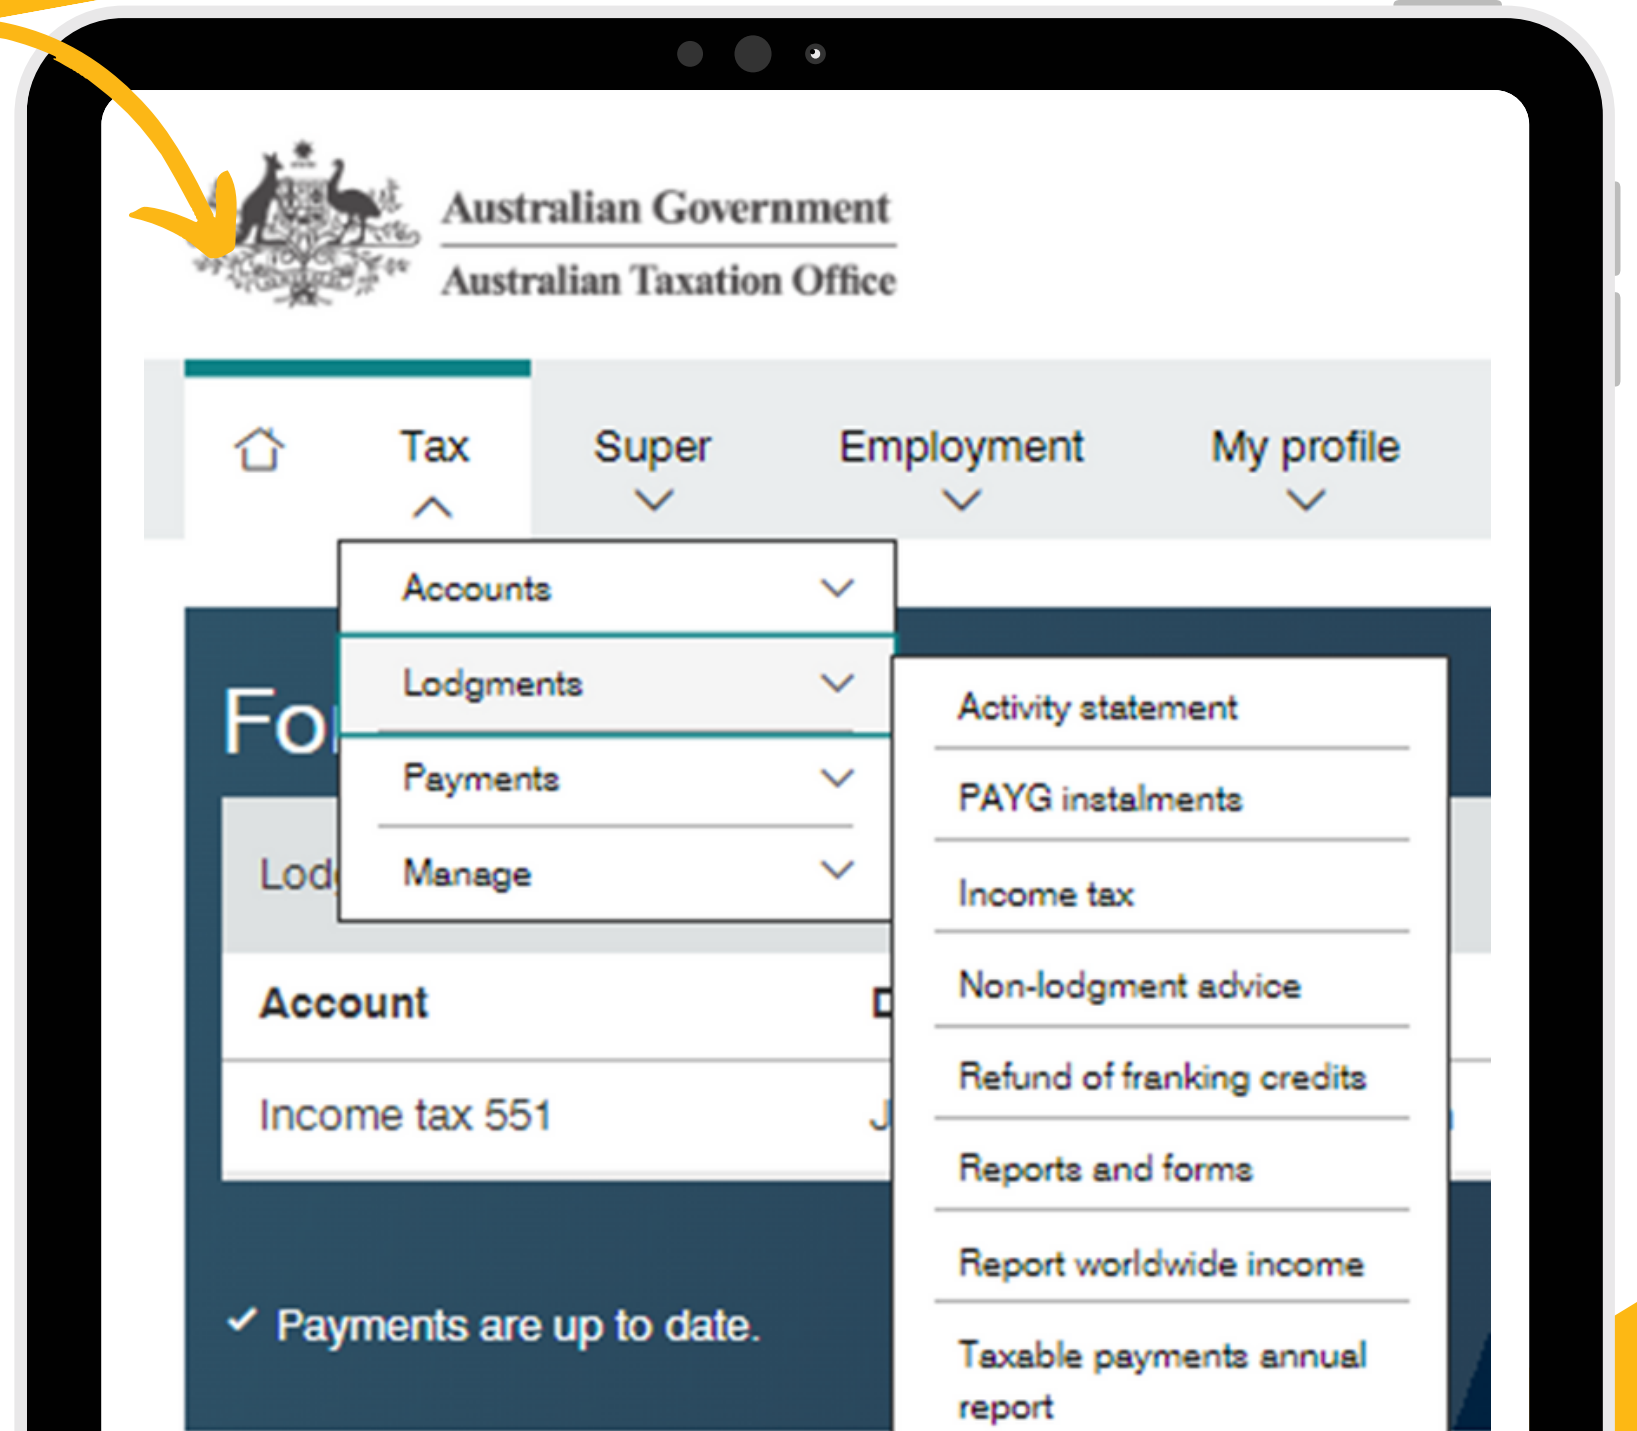 Australian Government
Australian Taxation Office
Tax
Super
Employment
My profile
Accounts
Lodgments
Payments
Manage
Activity statement
PAYG instalments
Income tax
Non-lodgment advice
Refund of franking credits
Reports and forms
Report worldwide income
Taxable payments annual
report
Account
Income tax 551
Payments are up to date.